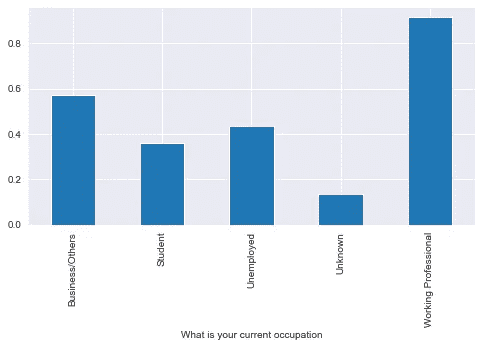 0.8
0.6
0.4
0.2
0.0
Business/Others
Student
Unemployed
Unknown
Working Professional
What is your current occupation